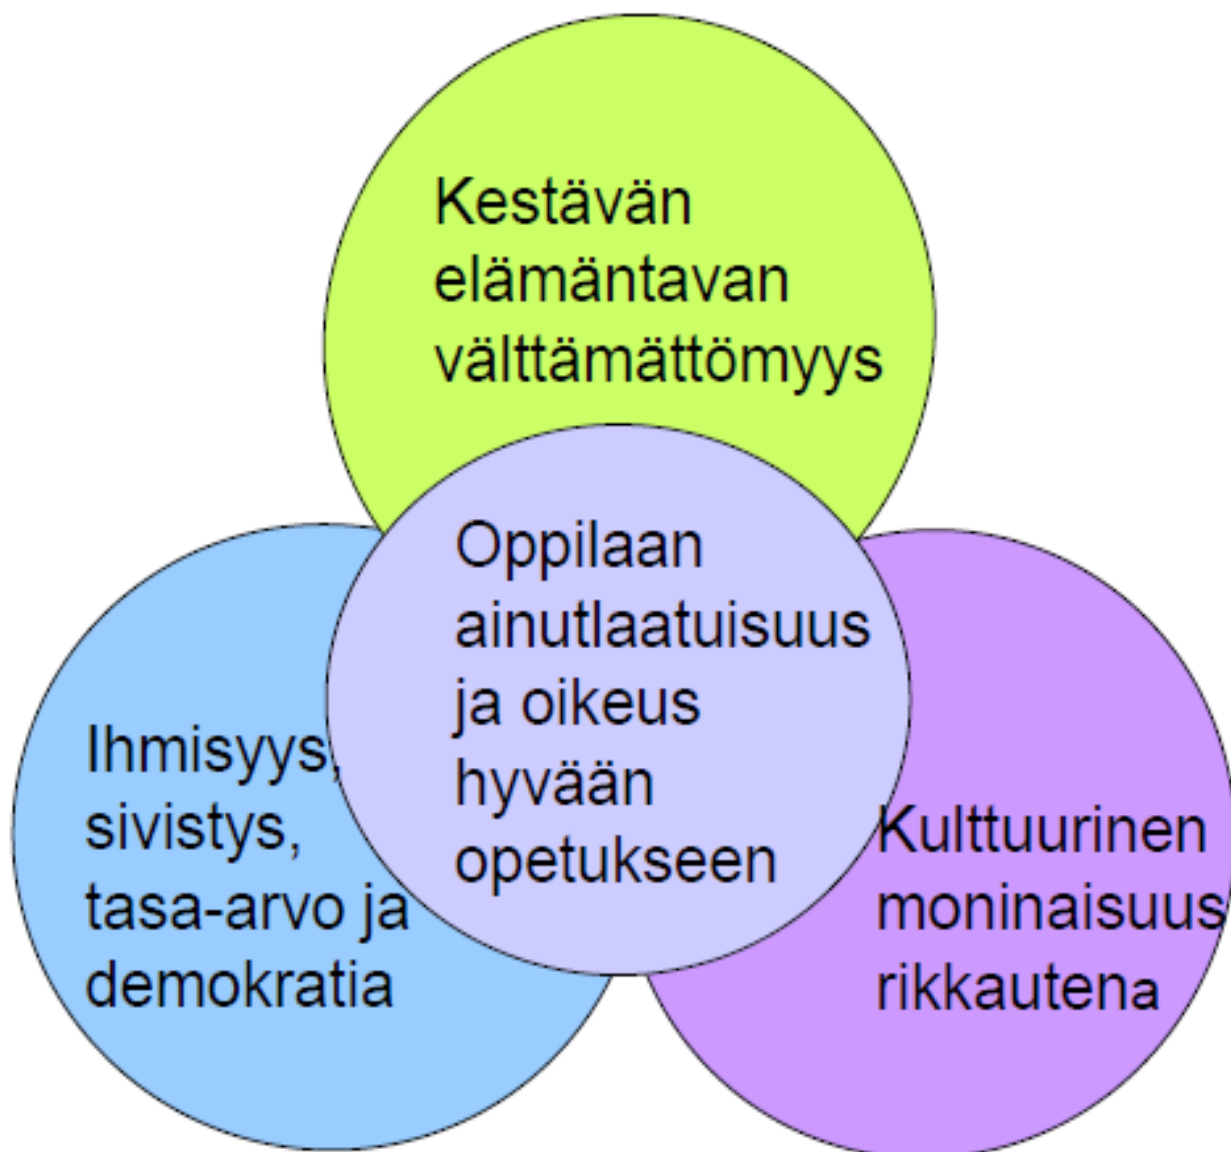 Kestävän
elämäntavan
välttämättömyys
Oppilaan
ainutlaatuisuus
ja oikeus
hyvään
opetukseen
Ihmisyys,
sivistys,
tasa-arvo ja
demokratia
Kulttuurinen
moninaisuus
rikkautena